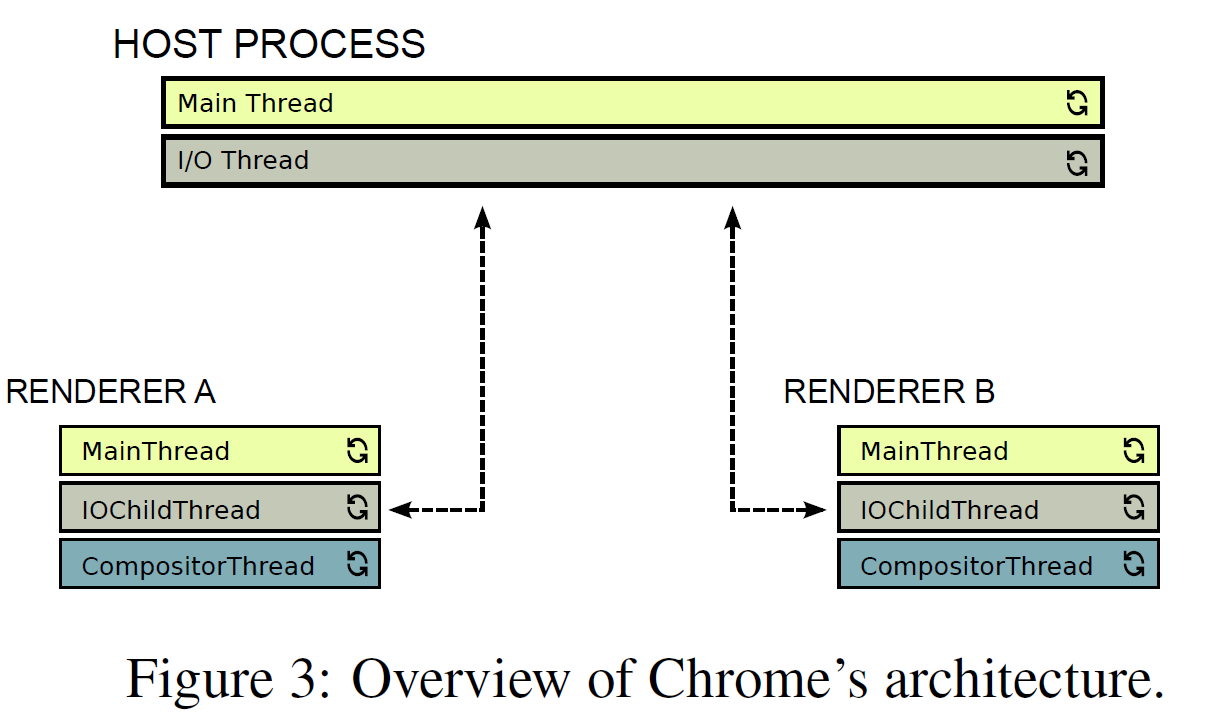 HOST PROCESS
Main Thread
I/O Thread
RENDERER A
MainThread
IOChildThread
CompositorThread
RENDERER B
MainThread
IOChildThread
CompositorThread
Figure 3: Overview of Chrome's architecture.